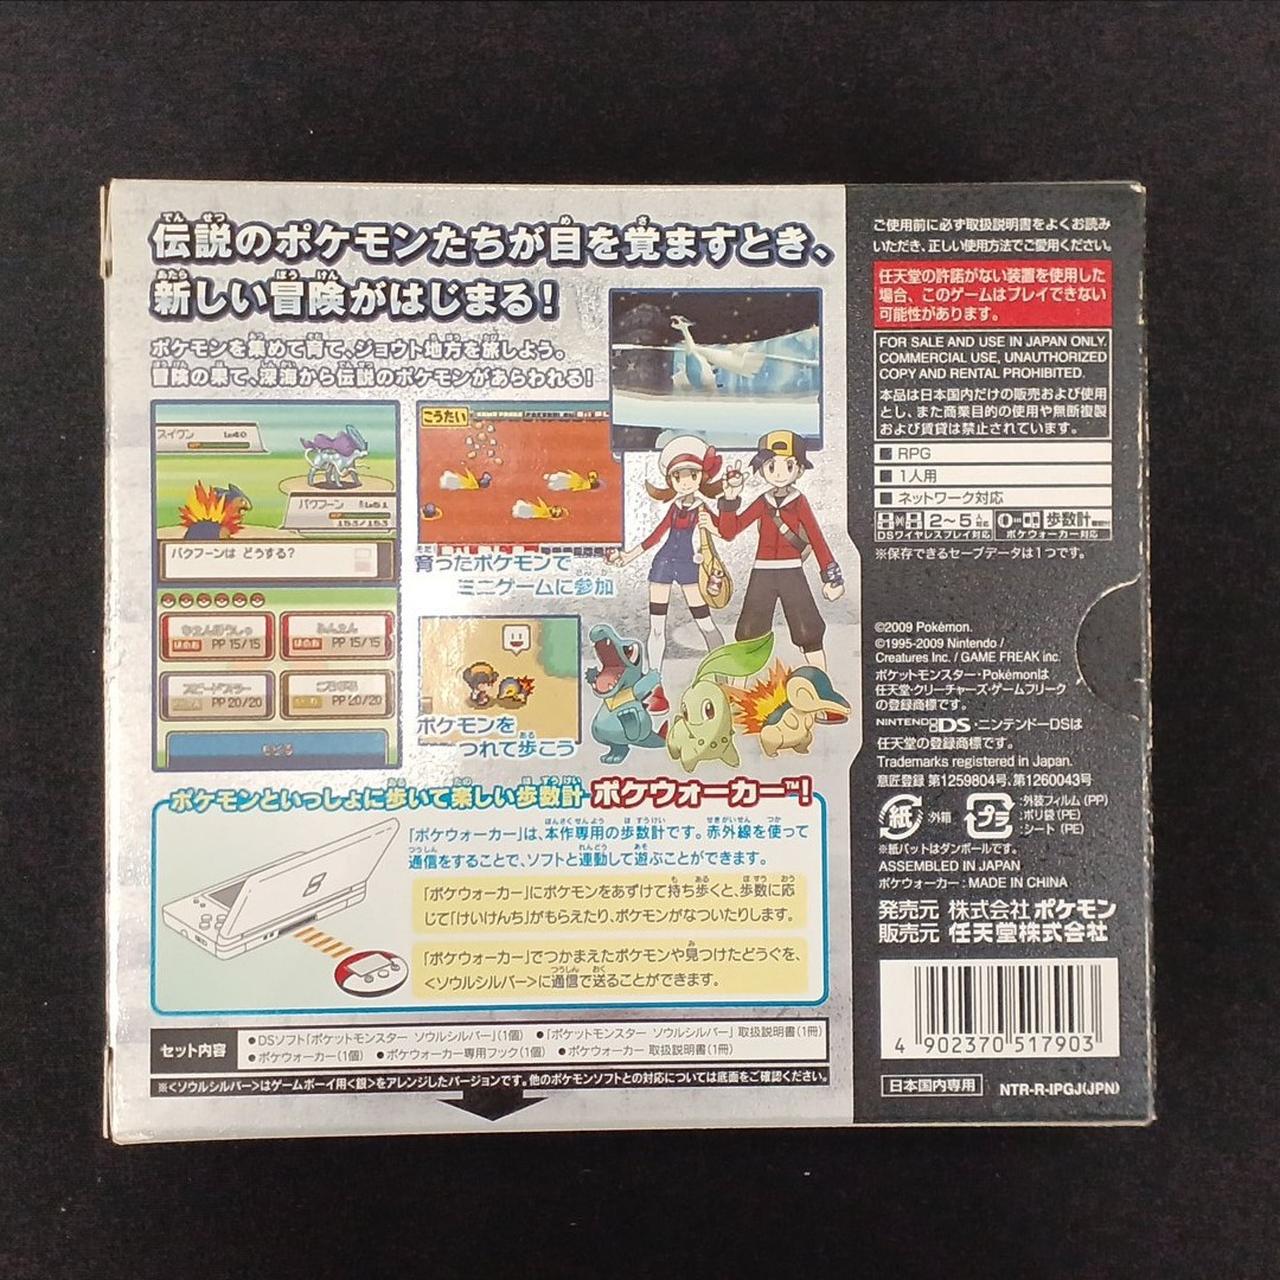 伝説のポケモンたちが目を覚ますとき、
新しい冒険がはじまる!
ポケモンを集めて育て、ジョウト地方を旅しよう。
冒険の果て、深海から伝説のポケモンがあらわれる!
スイクン Lv40
バクフーン Lv51
153/153
バクフーンは どうする?
かえんほうしゃ
ほのお PP 15/15
ふんえん
ほのお PP 15/15
スピードスター
PP 20/20
PP 20/20
もどる
こうたい
育ったポケモンで
ミニゲームに参加
ポケモンを
つれて歩こう
ポケモンといっしょに歩いて楽しい歩数計 ポケウォーカー™!
「ポケウォーカー」は、本作専用の歩数計です。赤外線を使って
通信をすることで、ソフトと連動して遊ぶことができます。
「ポケウォーカー」にポケモンをあずけて持ち歩くと、歩数に応
じて「けいけんち」がもらえたり、ポケモンがなついたりします。
「ポケウォーカー」でつかまえたポケモンや見つけたどうぐを、
<ソウルシルバー>に通信で送ることができます。
セット内容
●DSソフト「ポケットモンスター ソウルシルバー」(1個) ●「ポケットモンスター ソウルシルバー」取扱説明書(1冊)
●ポケウォーカー(1個) ●ポケウォーカー専用フック(1個) ●ポケウォーカー 取扱説明書(1冊)
※<ソウルシルバー>はゲームボーイ用<銀>をアレンジしたバージョンです。他のポケモンソフトとの対応については底面をご確認ください。
ご使用前に必ず取扱説明書をよくお読み
いただき、正しい使用方法でご愛用ください。
任天堂の許諾がない装置を使用した
場合、このゲームはプレイできない
可能性があります。
FOR SALE AND USE IN JAPAN ONLY.
COMMERCIAL USE, UNAUTHORIZED
COPY AND RENTAL PROHIBITED.
本品は日本国内だけの販売および使用
とし、また商業目的の使用や無断複製
および賃貸は禁止されています。
■ RPG
■ 1人用
■ ネットワーク対応
2〜5人対応
DSワイヤレスプレイ対応
歩数計
ポケウォーカー対応
※保存できるセーブデータは1つです。
©2009 Pokémon.
©1995-2009 Nintendo /
Creatures Inc. / GAME FREAK inc.
ポケットモンスター・Pokémonは
任天堂・クリーチャーズ・ゲームフリーク
の登録商標です。
NINTENDO DS・ニンテンドーDSは
任天堂の登録商標です。
Trademarks registered in Japan.
意匠登録 第1259804号、第1260043号
紙 :外箱
プラ :外装フィルム (PP)
:ポリ袋 (PE)
:シート (PE)
※紙パットはダンボールです。
ASSEMBLED IN JAPAN
ポケウォーカー : MADE IN CHINA
発売元 株式会社ポケモン
販売元 任天堂株式会社
4 902370 517903
日本国内専用
NTR-R-IPGJ(JPN)